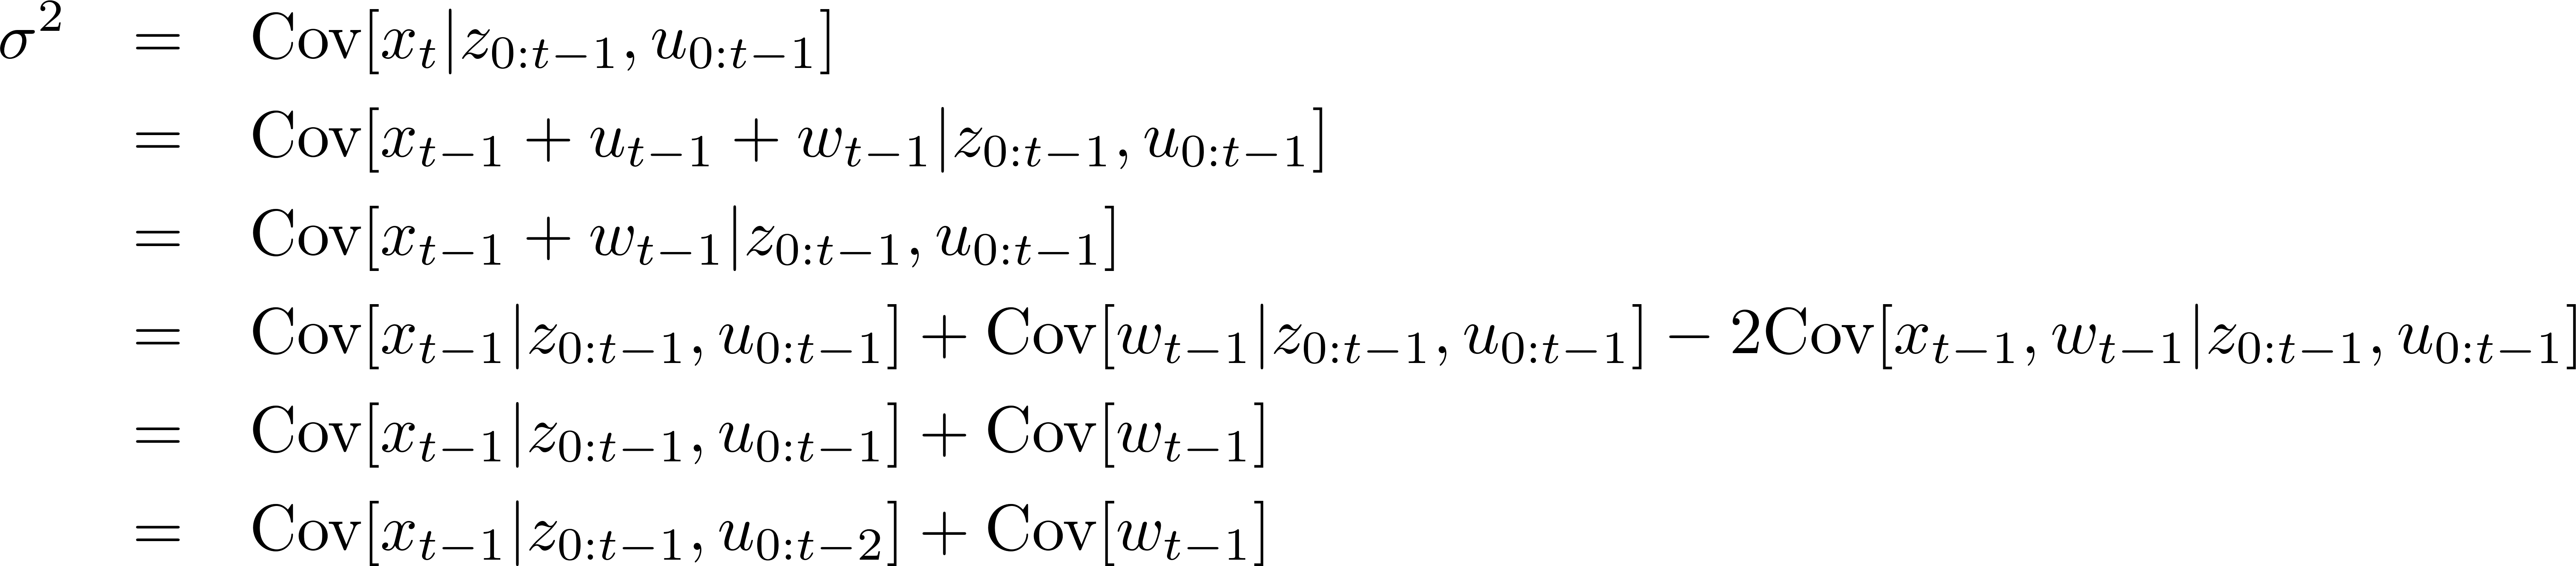 σ² = Cov[x_t|z_{0:t−1}, u_{0:t−1}]
= Cov[x_{t−1} + u_{t−1} + w_{t−1}|z_{0:t−1}, u_{0:t−1}]
= Cov[x_{t−1} + w_{t−1}|z_{0:t−1}, u_{0:t−1}]
= Cov[x_{t−1}|z_{0:t−1}, u_{0:t−1}] + Cov[w_{t−1}|z_{0:t−1}, u_{0:t−1}] − 2Cov[x_{t−1}, w_{t−1}|z_{0:t−1}, u_{0:t−1}]
= Cov[x_{t−1}|z_{0:t−1}, u_{0:t−1}] + Cov[w_{t−1}]
= Cov[x_{t−1}|z_{0:t−1}, u_{0:t−2}] + Cov[w_{t−1}]